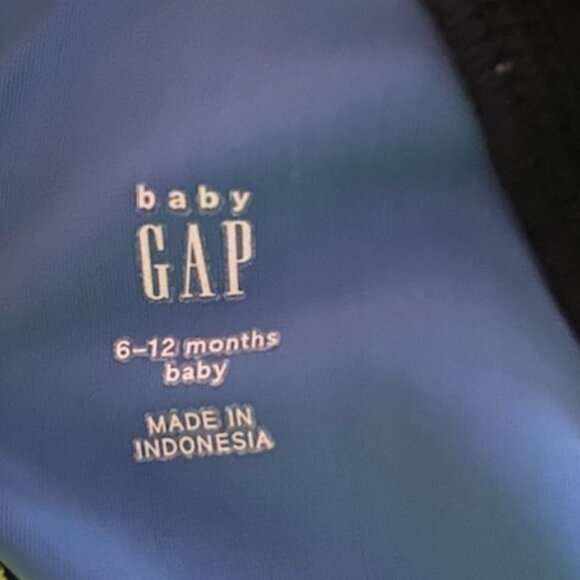 baby
GAP
6–12 months
baby
MADE IN
INDONESIA